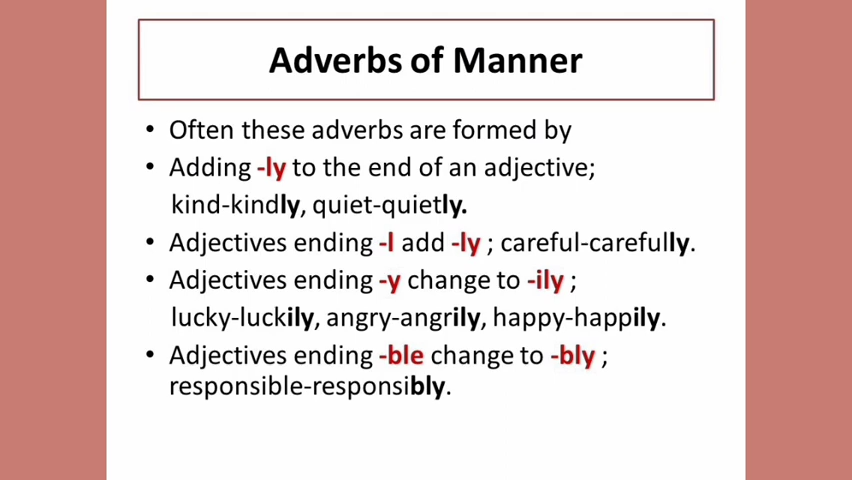 Adverbs of Manner
• Often these adverbs are formed by
• Adding -ly to the end of an adjective;
kind-kindly, quiet-quietly.
• Adjectives ending -l add -ly ; careful-carefully.
• Adjectives ending -y change to -ily ;
lucky-luckily, angry-angrily, happy-happily.
• Adjectives ending -ble change to -bly ;
responsible-responsibly.